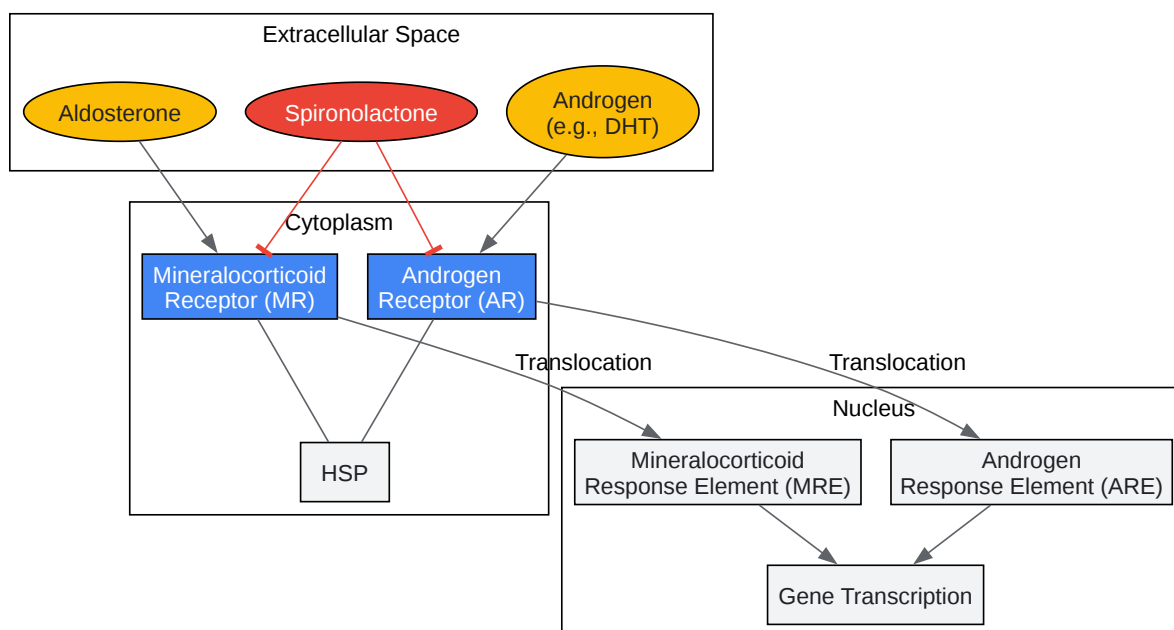 Extracellular Space
Aldosterone
Spironolactone
Androgen
(e.g., DHT)
Cytoplasm
Mineralocorticoid
Receptor (MR)
Androgen
Receptor (AR)
Translocation
Translocation
Nucleus
HSP
Mineralocorticoid
Response Element (MRE)
Androgen
Response Element (ARE)
Gene Transcription